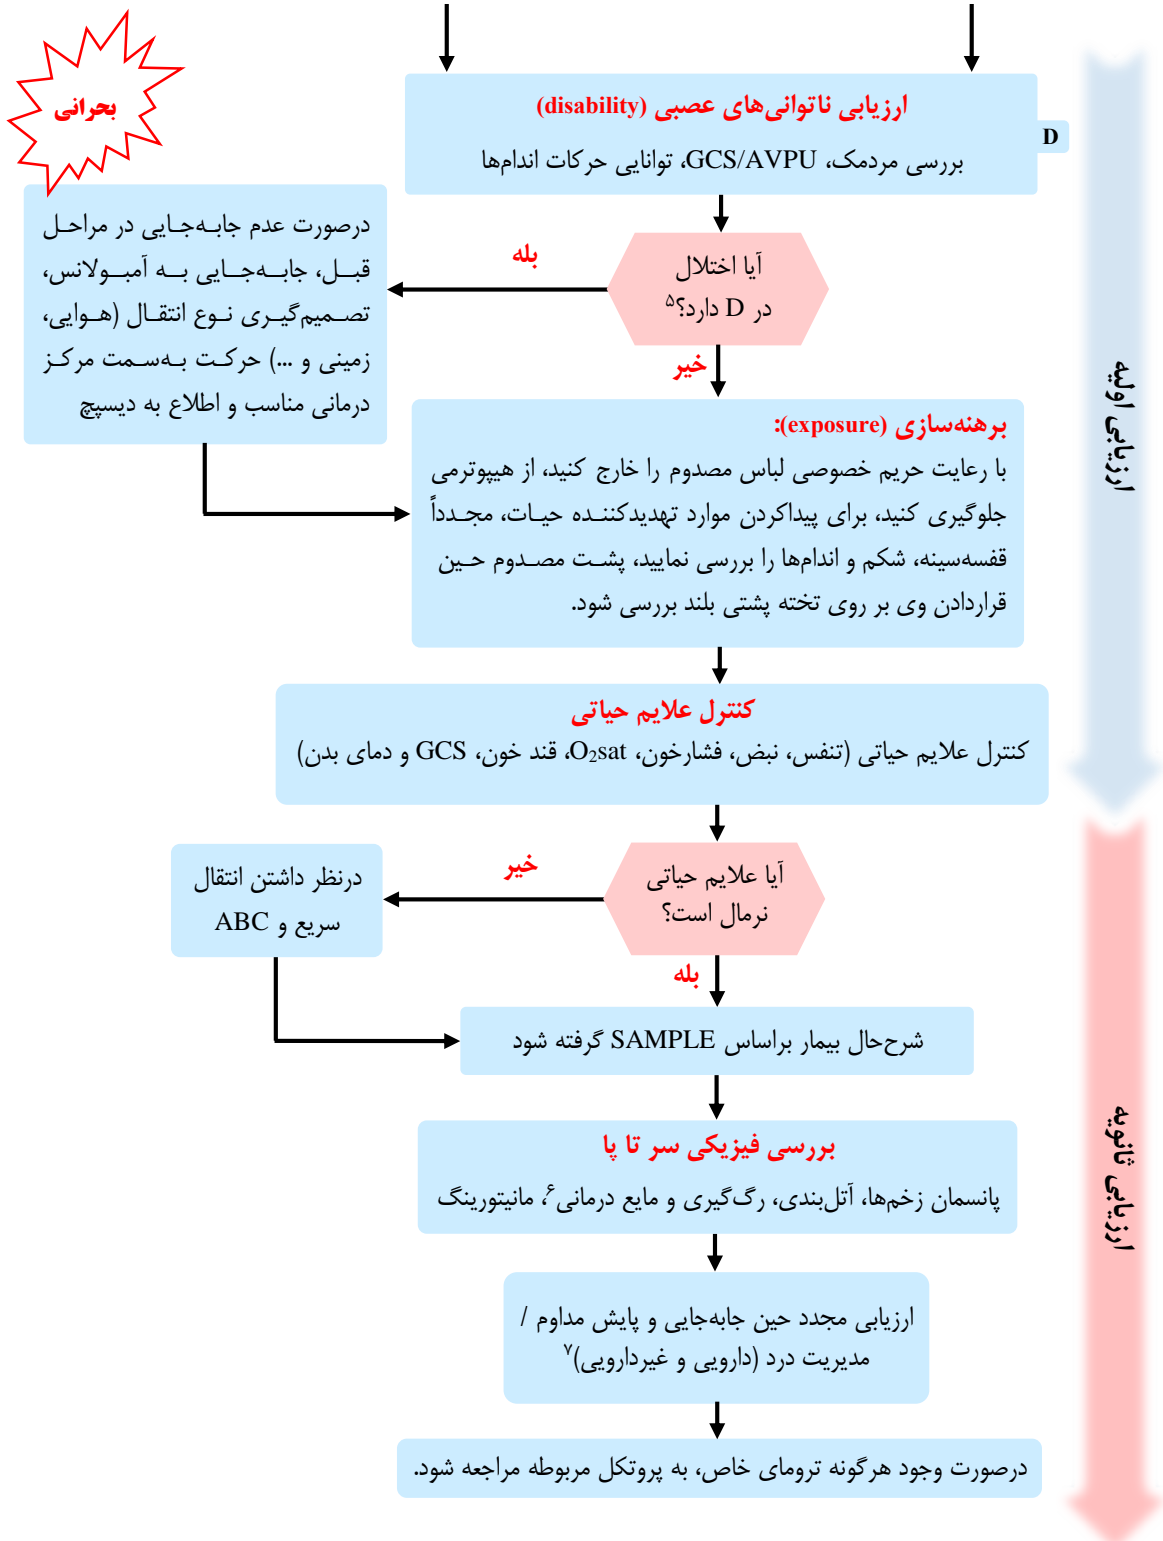 بحرانی
ارزیابی ناتوانی‌های عصبی (disability)
D
بررسی مردمک، GCS/AVPU، توانایی حرکات اندام‌ها
آیا اختلال
در D دارد؟۵
بله
درصورت عدم جابه‌جایی در مراحل
قبل، جابه‌جایی به آمبولانس،
تصمیم‌گیری نوع انتقال (هوایی،
زمینی و ...) حرکت به‌سمت مرکز
درمانی مناسب و اطلاع به دیسپچ
خیر
برهنه‌سازی (exposure):
با رعایت حریم خصوصی لباس مصدوم را خارج کنید، از هیپوترمی
جلوگیری کنید، برای پیداکردن موارد تهدیدکننده حیات، مجدداً
قفسه‌سینه، شکم و اندام‌ها را بررسی نمایید، پشت مصدوم حین
قراردادن وی بر روی تخته پشتی بلند بررسی شود.
کنترل علایم حیاتی
کنترل علایم حیاتی (تنفس، نبض، فشارخون، O₂sat، قند خون، GCS و دمای بدن)
ارزیابی اولیه
آیا علایم حیاتی
نرمال است؟
خیر
درنظر داشتن انتقال
سریع و ABC
بله
شرح‌حال بیمار براساس SAMPLE گرفته شود
بررسی فیزیکی سر تا پا
پانسمان زخم‌ها، آتل‌بندی، رگ‌گیری و مایع درمانی۶، مانیتورینگ
ارزیابی مجدد حین جابه‌جایی و پایش مداوم /
مدیریت درد (دارویی و غیردارویی)۷
درصورت وجود هرگونه ترومای خاص، به پروتکل مربوطه مراجعه شود.
ارزیابی ثانویه